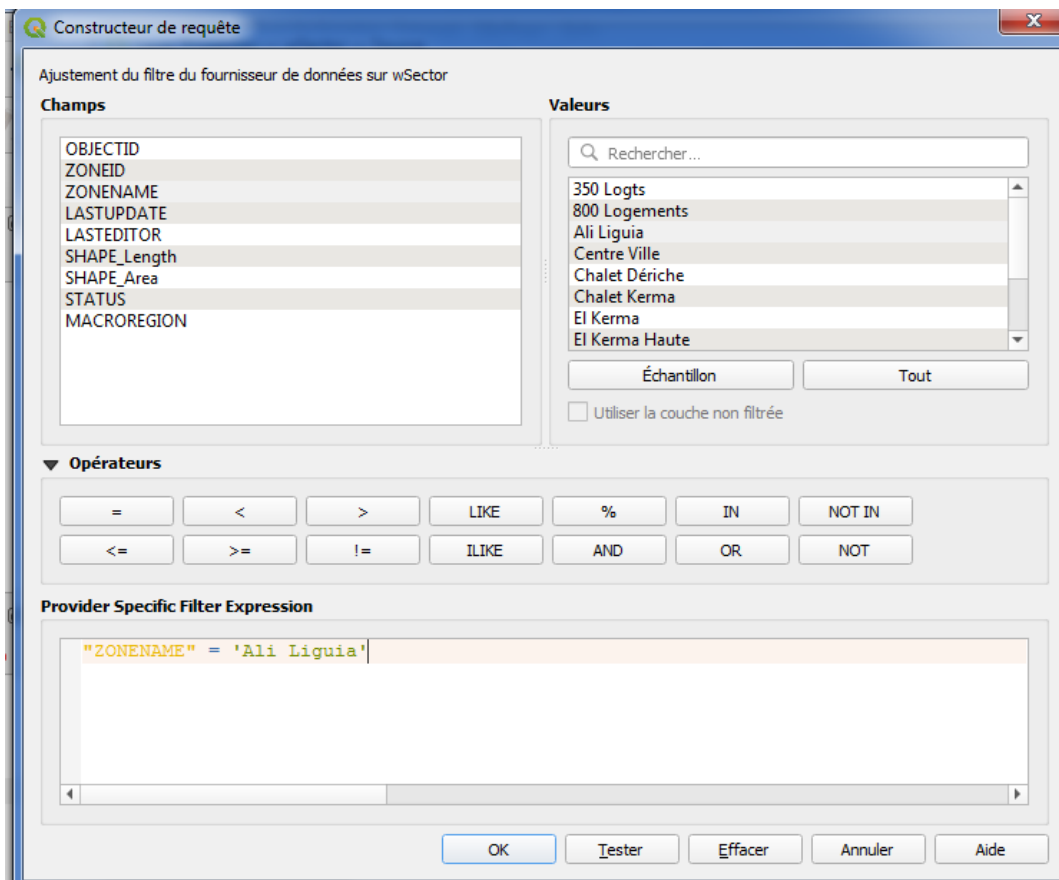 Constructeur de requête
Ajustement du filtre du fournisseur de données sur wSector
Champs
OBJECTID
ZONEID
ZONENAME
LASTUPDATE
LASTEDITOR
SHAPE_Length
SHAPE_Area
STATUS
MACROREGION
Valeurs
Rechercher...
350 Logts
800 Logements
Ali Liguia
Centre Ville
Chalet Dériche
Chalet Kerma
El Kerma
El Kerma Haute
Échantillon Tout
Utiliser la couche non filtrée
Opérateurs
= < > LIKE % IN NOT IN
<= >= != ILIKE AND OR NOT
Provider Specific Filter Expression
"ZONENAME" = 'Ali Liguia'
OK Tester Effacer Annuler Aide